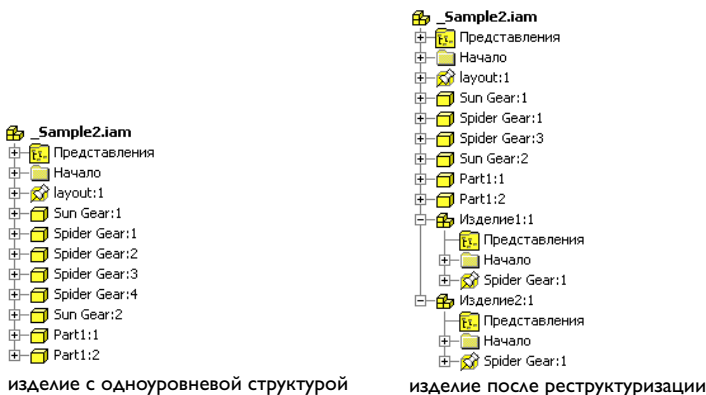 _Sample2.iam
Представления
Начало
layout:1
Sun Gear:1
Spider Gear:1
Spider Gear:2
Spider Gear:3
Spider Gear:4
Sun Gear:2
Part1:1
Part1:2
изделие с одноуровневой структурой
_Sample2.iam
Представления
Начало
layout:1
Sun Gear:1
Spider Gear:1
Spider Gear:3
Sun Gear:2
Part1:1
Part1:2
Изделие1:1
Представления
Начало
Spider Gear:1
Изделие2:1
Представления
Начало
Spider Gear:1
изделие после реструктуризации